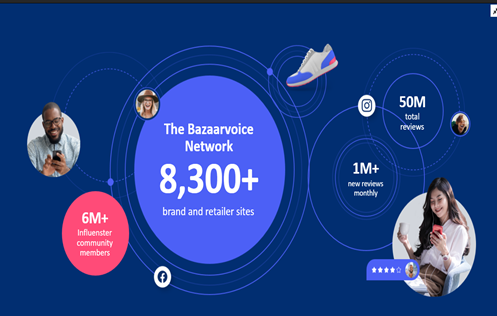 The Bazaarvoice
Network
8,300+
brand and retailer sites
50M
total
reviews
1M+
new reviews
monthly
6M+
Influenster
community
members